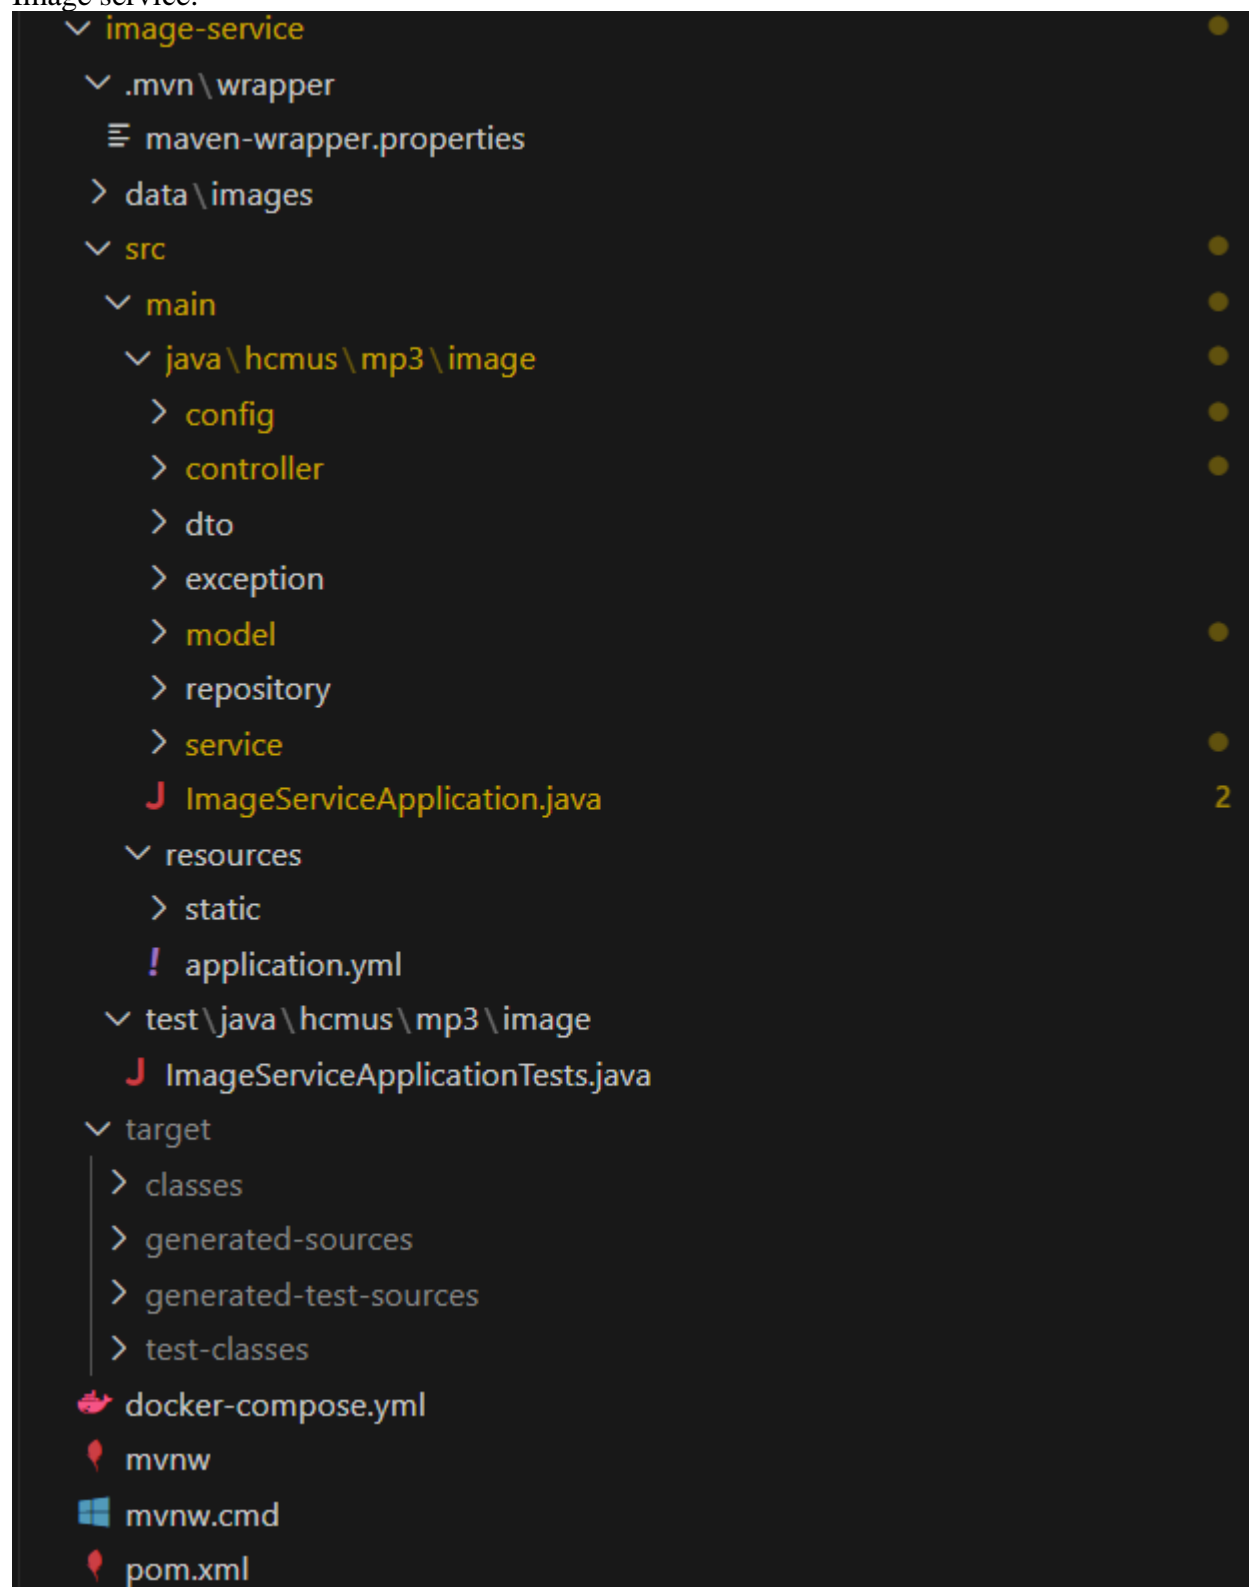 Image service:
image-service
.mvn\wrapper
maven-wrapper.properties
data\images
src
main
java\hcmus\mp3\image
config
controller
dto
exception
model
repository
service
J ImageServiceApplication.java 2
resources
static
! application.yml
test\java\hcmus\mp3\image
J ImageServiceApplicationTests.java
target
classes
generated-sources
generated-test-sources
test-classes
docker-compose.yml
mvnw
mvnw.cmd
pom.xml